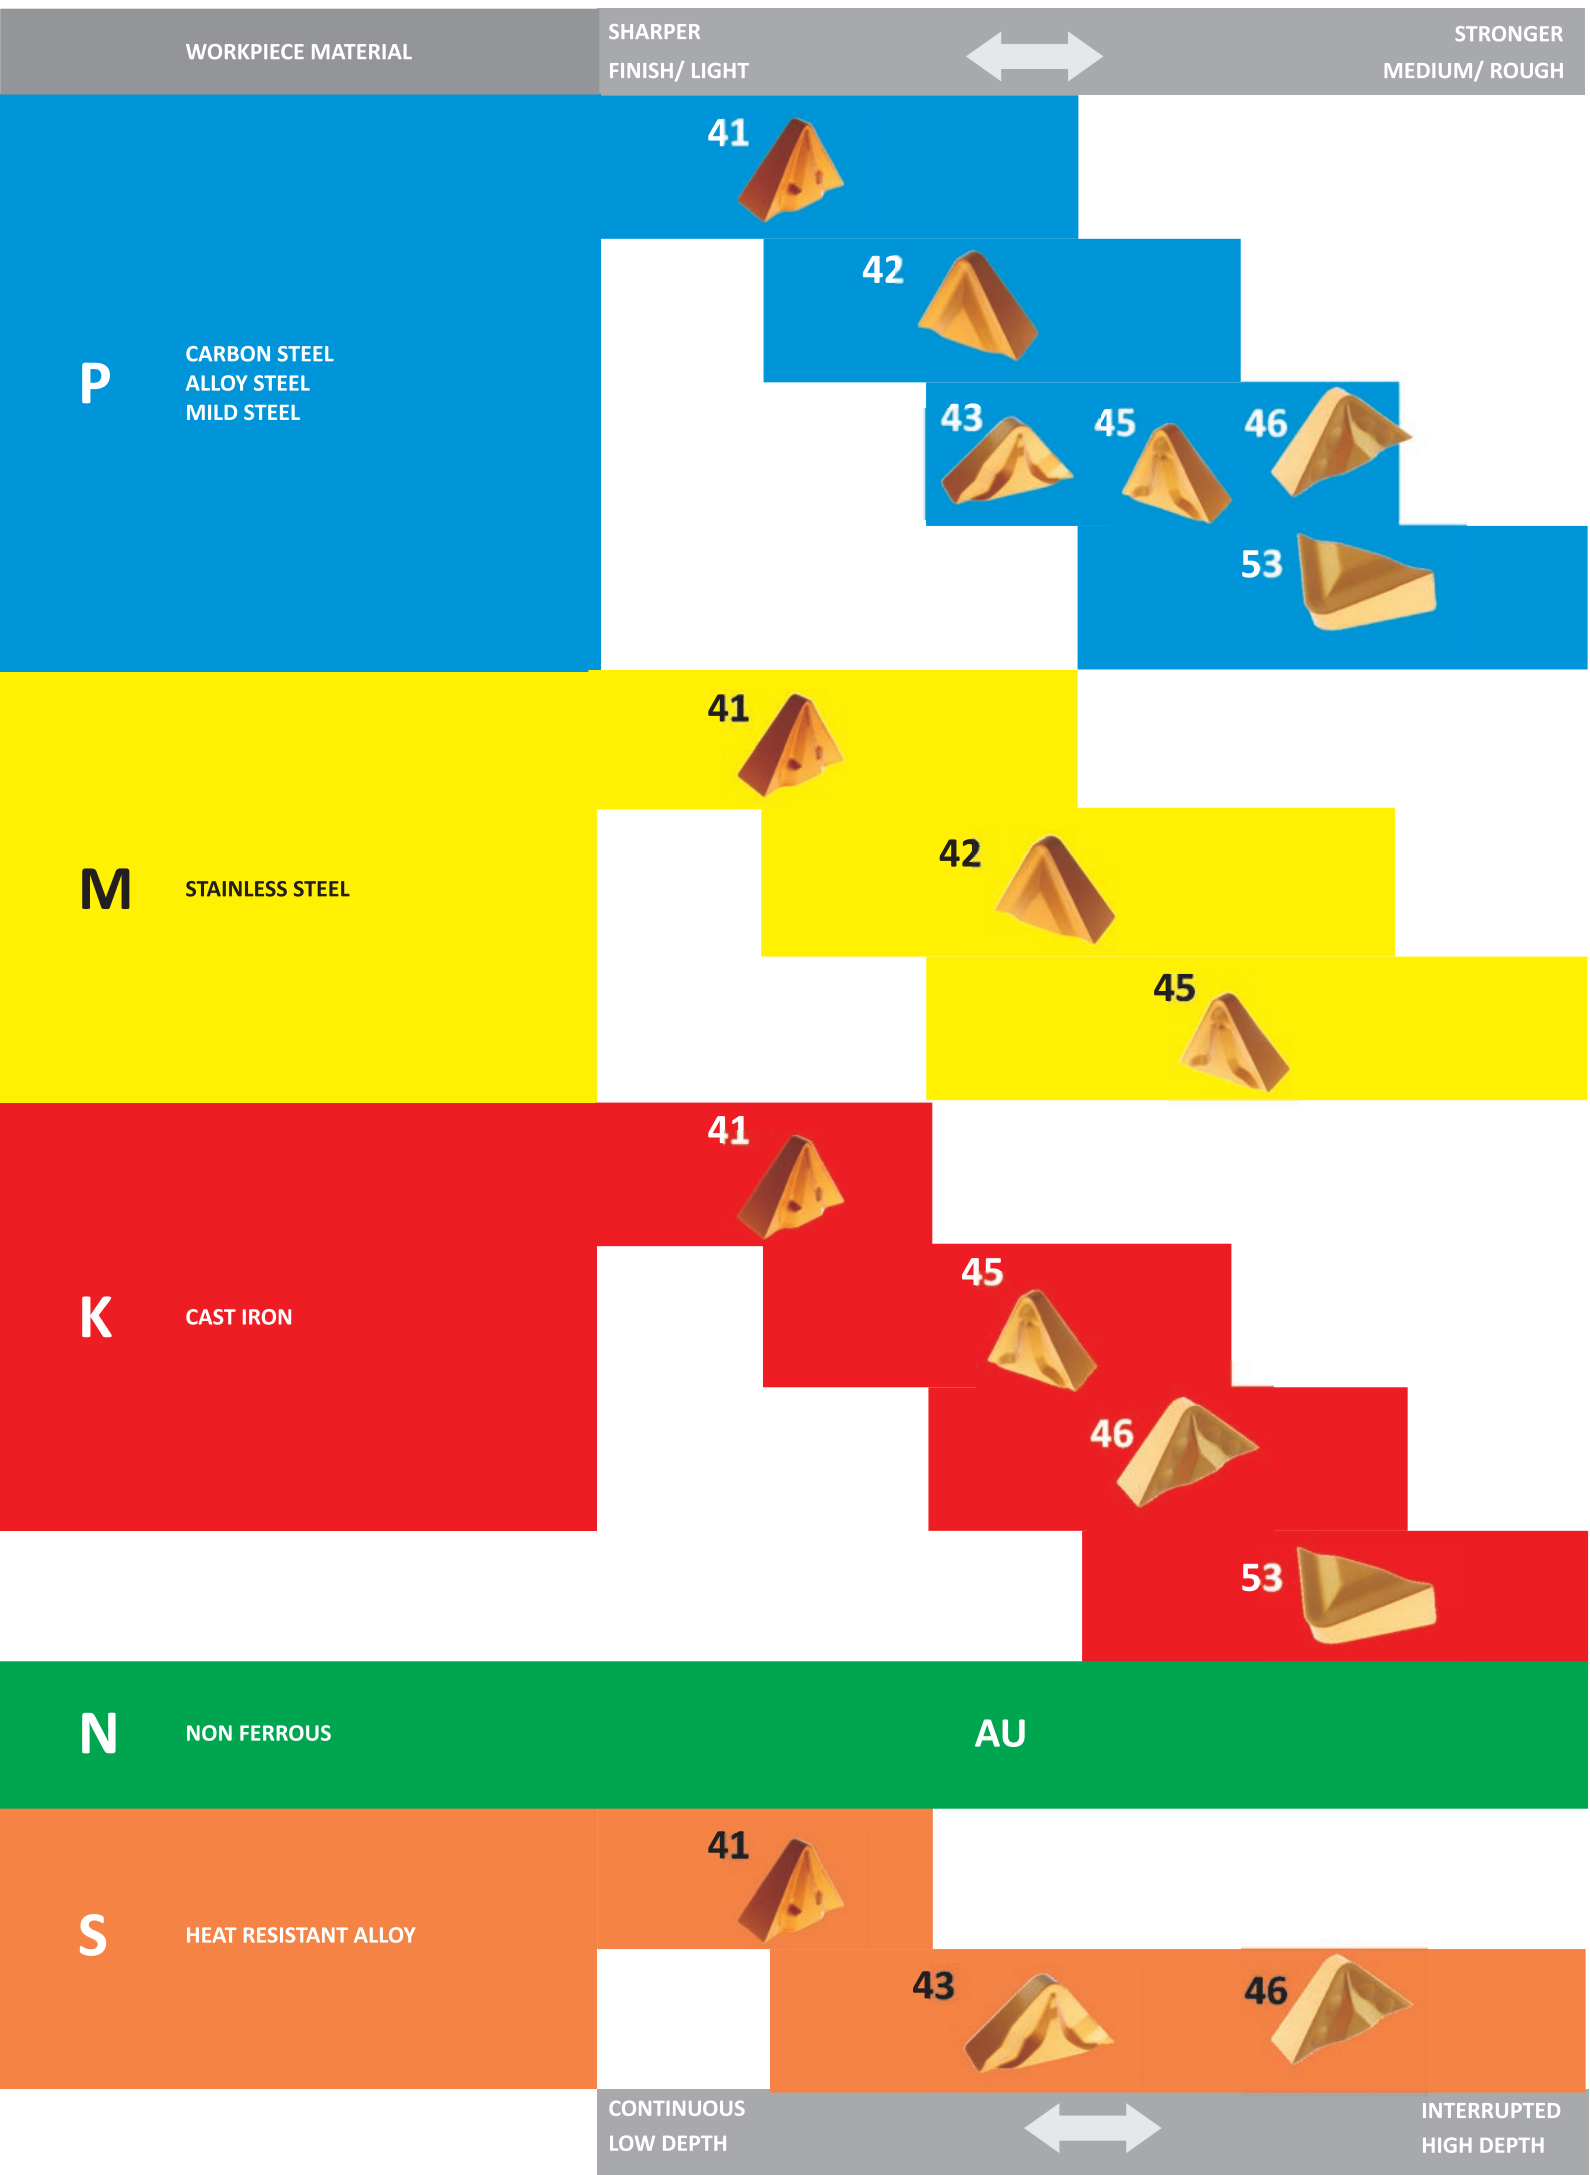 WORKPIECE MATERIAL
SHARPER
FINISH/ LIGHT
STRONGER
MEDIUM/ ROUGH
P
CARBON STEEL
ALLOY STEEL
MILD STEEL
41
42
43
45
46
53
M
STAINLESS STEEL
41
42
45
K
CAST IRON
41
45
46
53
N
NON FERROUS
AU
S
HEAT RESISTANT ALLOY
41
43
46
CONTINUOUS
LOW DEPTH
INTERRUPTED
HIGH DEPTH